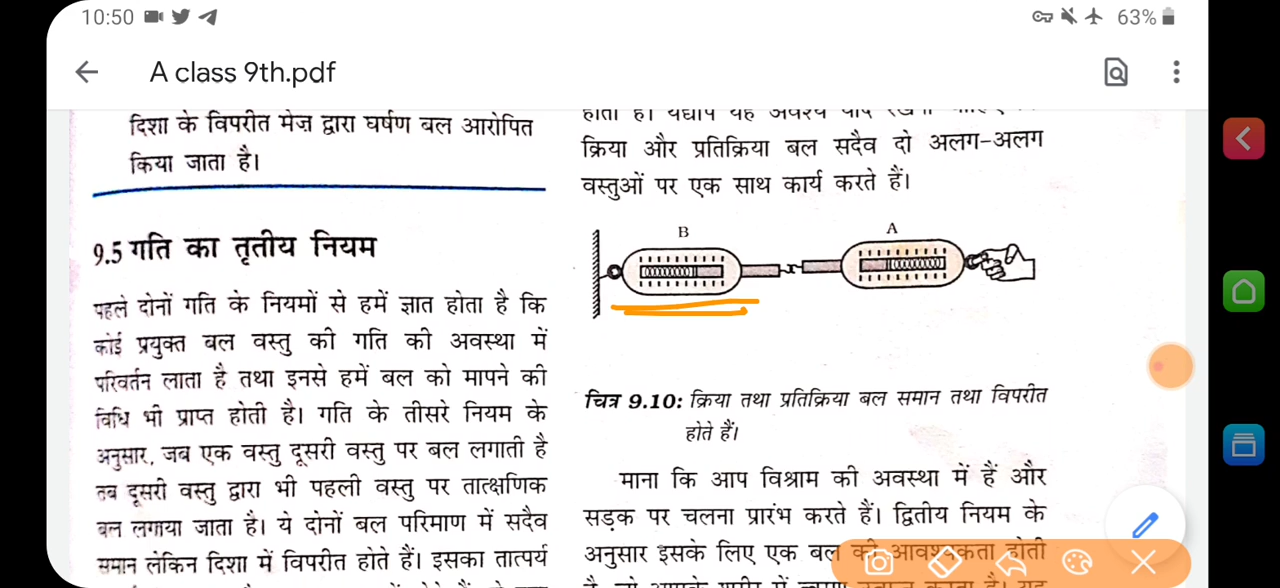 10:50
63%
A class 9th.pdf
दिशा के विपरीत मेज़ द्वारा घर्षण बल आरोपित
किया जाता है।
9.5 गति का तृतीय नियम
पहले दोनों गति के नियमों से हमें ज्ञात होता है कि
कोई प्रयुक्त बल वस्तु की गति की अवस्था में
परिवर्तन लाता है तथा इनसे हमें बल को मापने की
विधि भी प्राप्त होती है। गति के तीसरे नियम के
अनुसार, जब एक वस्तु दूसरी वस्तु पर बल लगाती है
तब दूसरी वस्तु द्वारा भी पहली वस्तु पर तात्क्षणिक
बल लगाया जाता है। ये दोनों बल परिमाण में सदैव
समान लेकिन दिशा में विपरीत होते हैं। इसका तात्पर्य
होता है। यद्यपि यह अवश्य याद
क्रिया और प्रतिक्रिया बल सदैव दो अलग-अलग
वस्तुओं पर एक साथ कार्य करते हैं।
B
A
चित्र 9.10: क्रिया तथा प्रतिक्रिया बल समान तथा विपरीत
होते हैं।
माना कि आप विश्राम की अवस्था में हैं और
सड़क पर चलना प्रारंभ करते हैं। द्वितीय नियम के
अनुसार इसके लिए एक बल की आवश्यकता होती